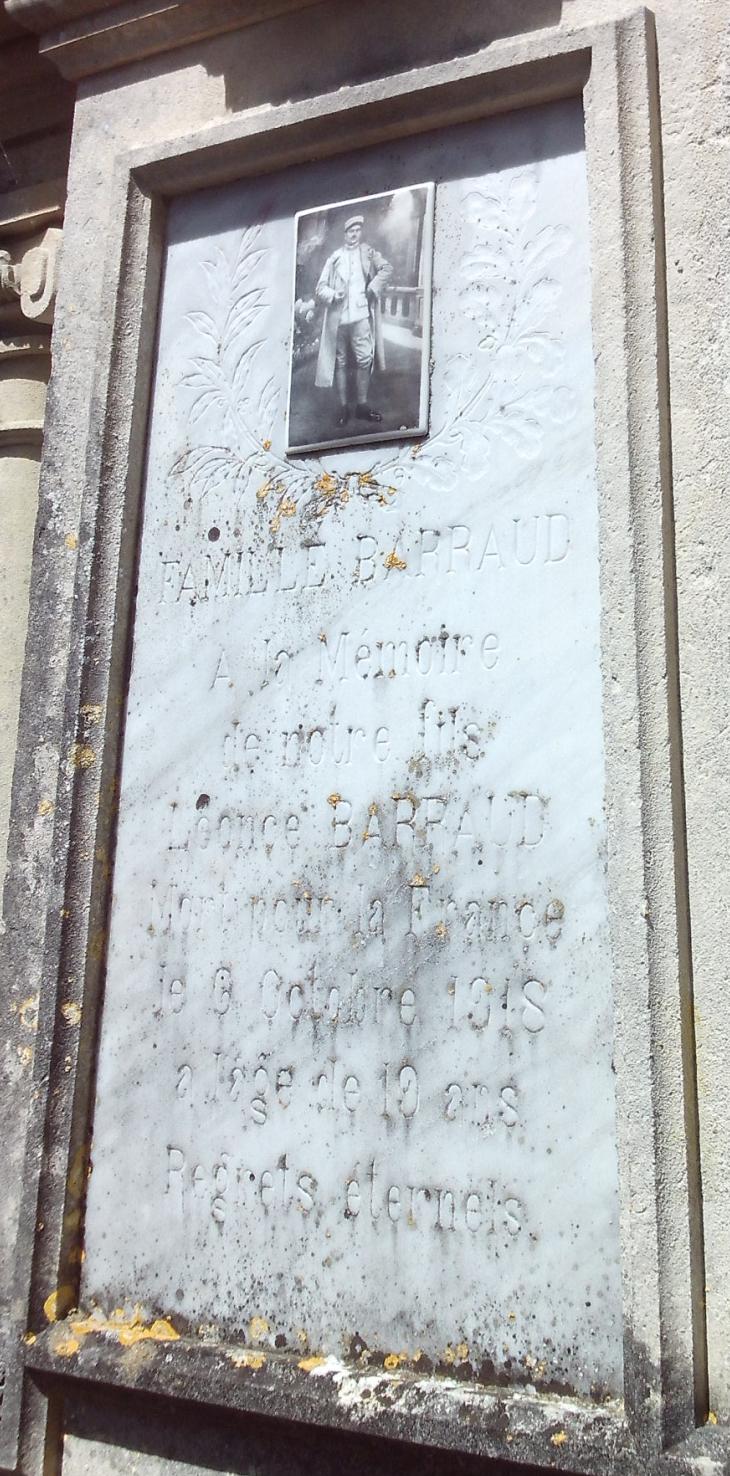 FAMILLE BARRAUD
A la Mémoire
de notre fils
Léonce BARRAUD
Mort pour la France
le 6 Octobre 1918
a l'age de 19 ans
Regrets éternels